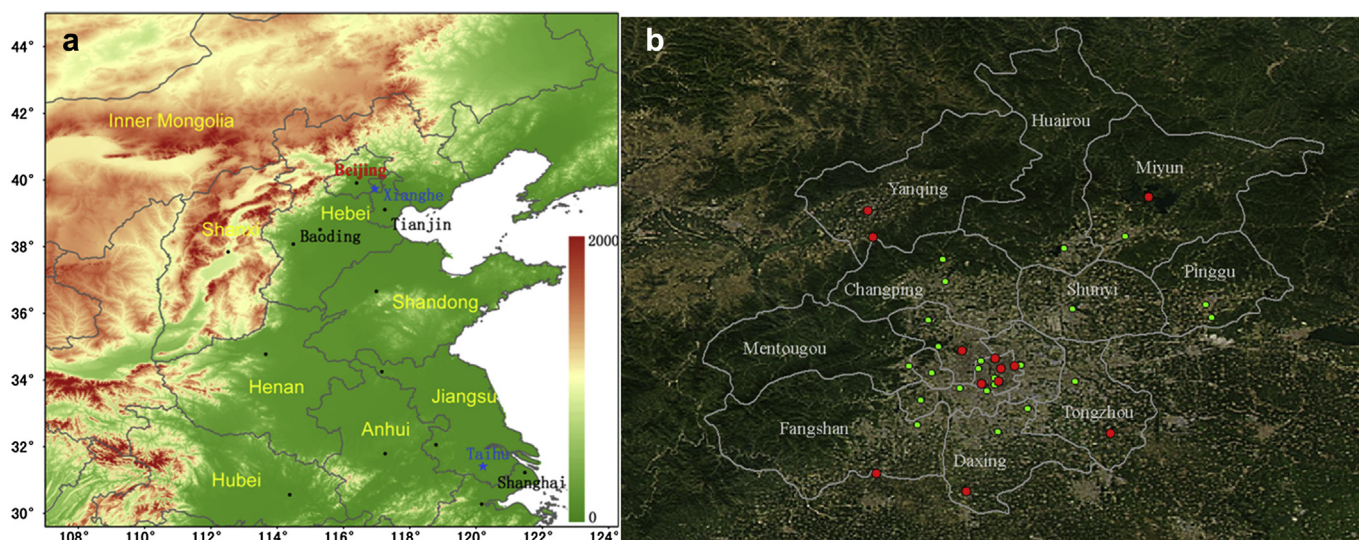 a
44°
42°
40°
38°
36°
34°
32°
30°
108°
110°
112°
114°
116°
118°
120°
122°
124°
Inner Mongolia
Beijing
Xianghe
Hebei
Tianjin
Baoding
Shanxi
Shandong
Henan
Jiangsu
Anhui
Taihu
Hubei
Shanghai
2000
0
b
Huairou
Miyun
Yanqing
Pinggu
Changping
Shunyi
Mentougou
Tongzhou
Fangshan
Daxing